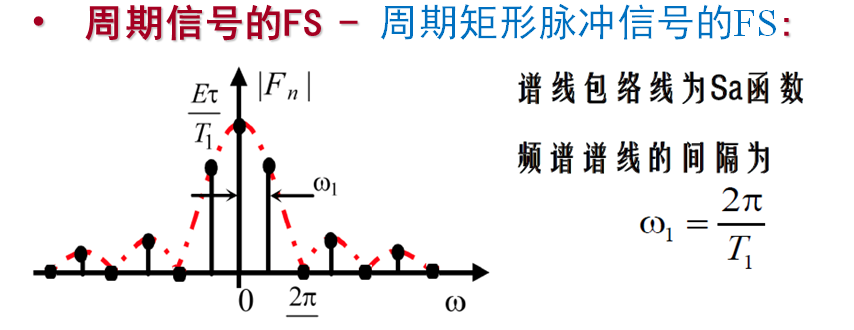 • 周期信号的FS - 周期矩形脉冲信号的FS:
Eτ
T₁
|Fₙ|
ω₁
0
2π
ω
谱线包络线为Sa函数
频谱谱线的间隔为
ω₁ = 2π / T₁